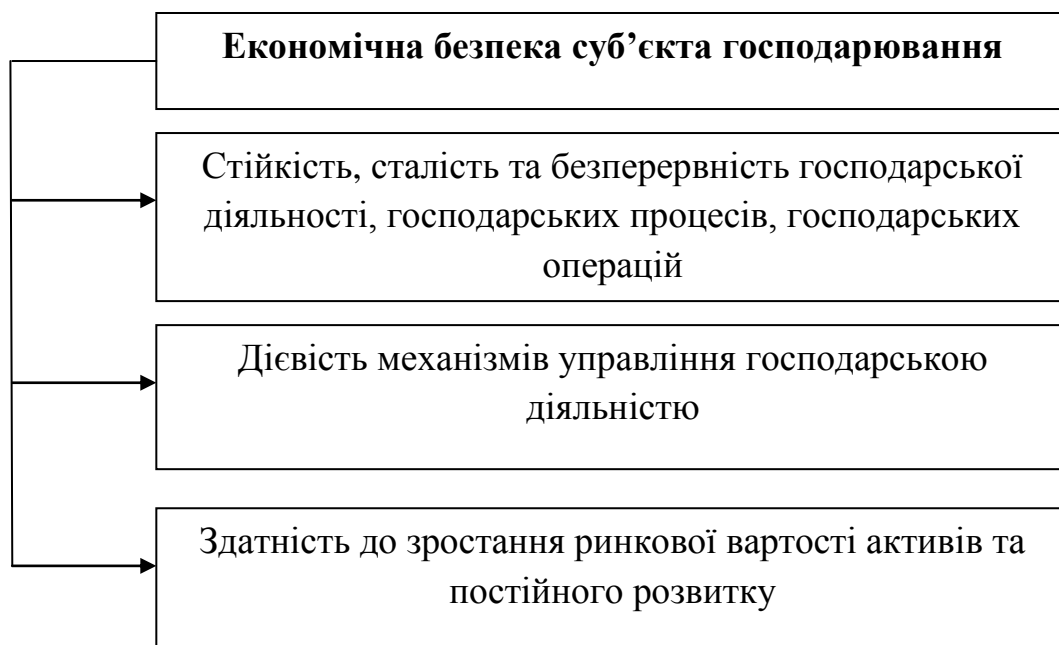 Економічна безпека суб’єкта господарювання
Стійкість, сталість та безперервність господарської
діяльності, господарських процесів, господарських
операцій
Дієвість механізмів управління господарською
діяльністю
Здатність до зростання ринкової вартості активів та
постійного розвитку